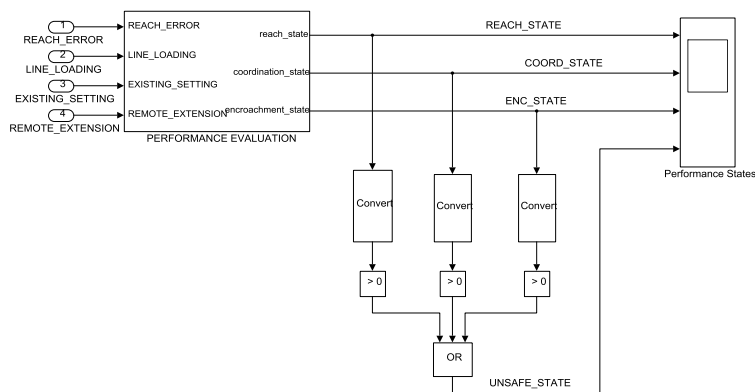 1
REACH_ERROR
2
LINE_LOADING
3
EXISTING_SETTING
4
REMOTE_EXTENSION
REACH_ERROR
LINE_LOADING
EXISTING_SETTING
REMOTE_EXTENSION
reach_state
coordination_state
encroachment_state
PERFORMANCE EVALUATION
REACH_STATE
COORD_STATE
ENC_STATE
Performance States
Convert
Convert
Convert
> 0
> 0
> 0
OR
UNSAFE_STATE